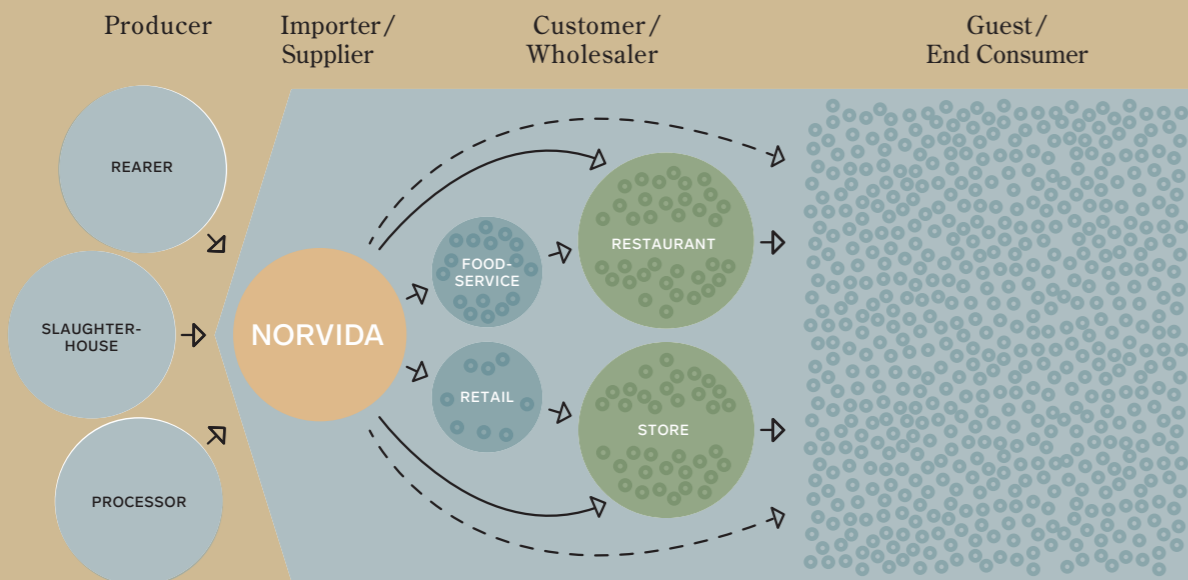 Producer
Importer/
Supplier
Customer/
Wholesaler
Guest/
End Consumer
REARER
SLAUGHTER-
HOUSE
PROCESSOR
NORVIDA
FOOD-
SERVICE
RETAIL
RESTAURANT
STORE